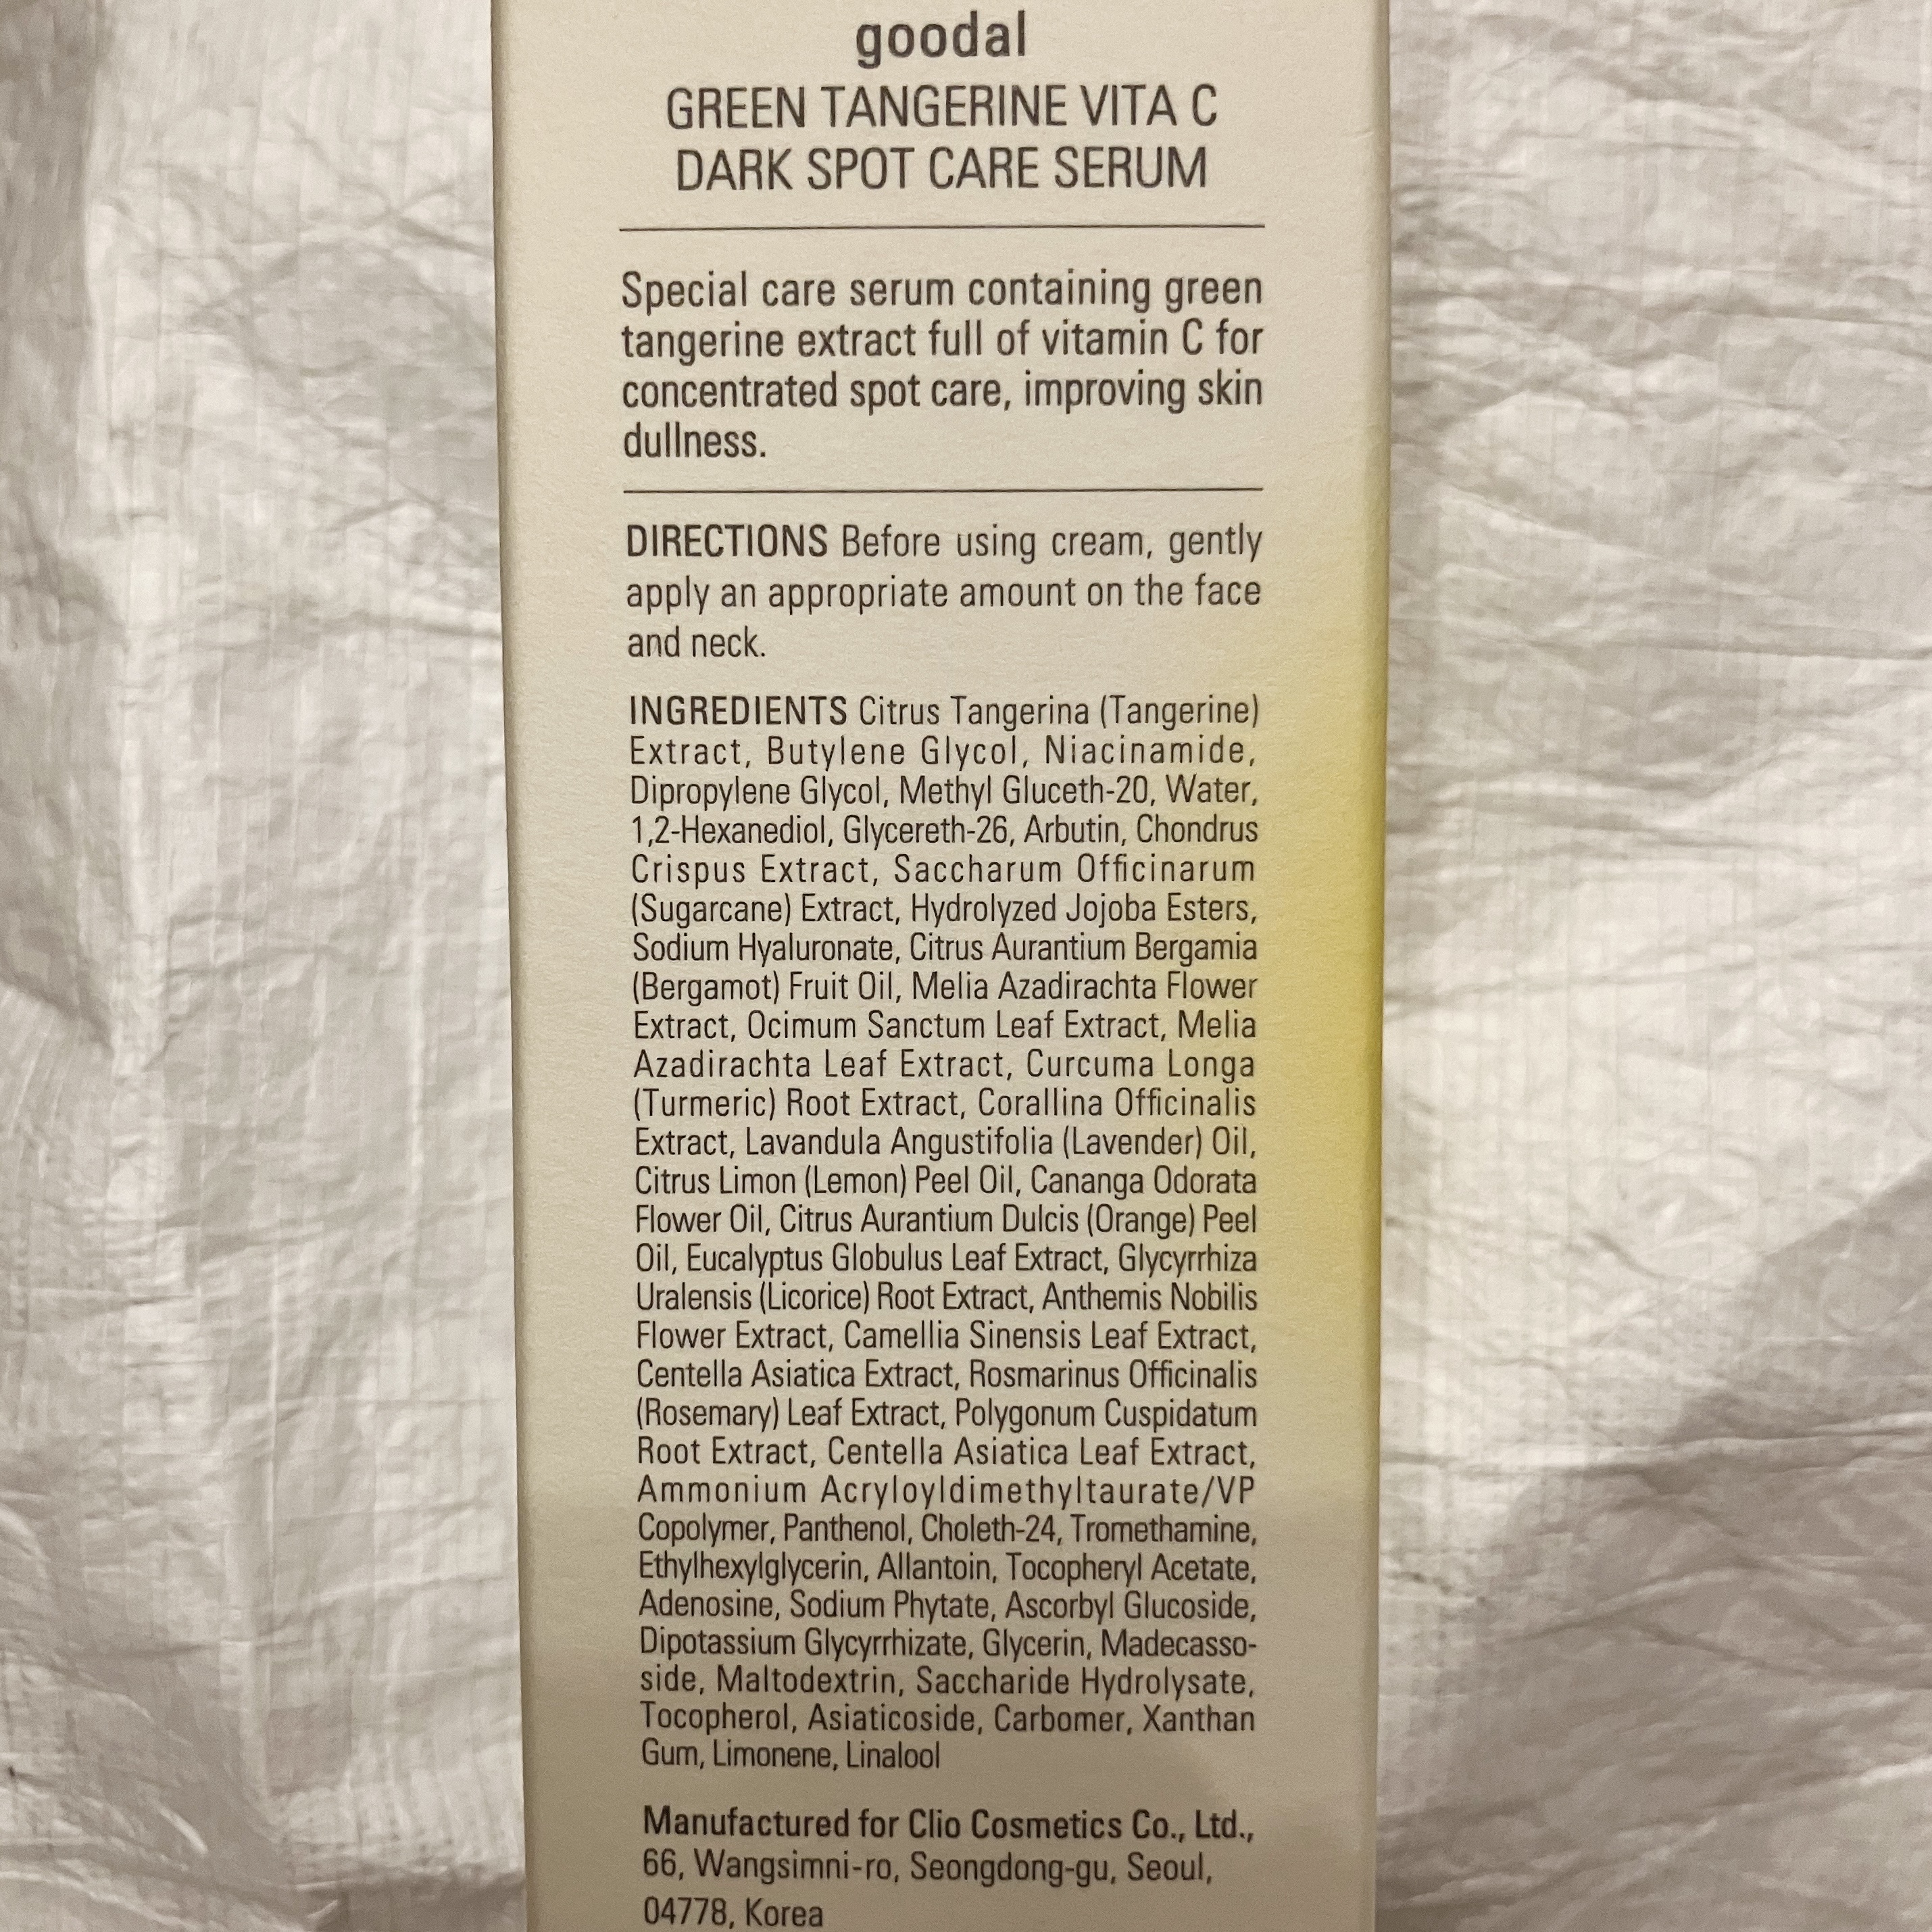 goodal
GREEN TANGERINE VITA C
DARK SPOT CARE SERUM
Special care serum containing green
tangerine extract full of vitamin C for
concentrated spot care, improving skin
dullness.
DIRECTIONS Before using cream, gently
apply an appropriate amount on the face
and neck.
INGREDIENTS Citrus Tangerina (Tangerine)
Extract, Butylene Glycol, Niacinamide,
Dipropylene Glycol, Methyl Gluceth-20, Water,
1,2-Hexanediol, Glycereth-26, Arbutin, Chondrus
Crispus Extract, Saccharum Officinarum
(Sugarcane) Extract, Hydrolyzed Jojoba Esters,
Sodium Hyaluronate, Citrus Aurantium Bergamia
(Bergamot) Fruit Oil, Melia Azadirachta Flower
Extract, Ocimum Sanctum Leaf Extract, Melia
Azadirachta Leaf Extract, Curcuma Longa
(Turmeric) Root Extract, Corallina Officinalis
Extract, Lavandula Angustifolia (Lavender) Oil,
Citrus Limon (Lemon) Peel Oil, Cananga Odorata
Flower Oil, Citrus Aurantium Dulcis (Orange) Peel
Oil, Eucalyptus Globulus Leaf Extract, Glycyrrhiza
Uralensis (Licorice) Root Extract, Anthemis Nobilis
Flower Extract, Camellia Sinensis Leaf Extract,
Centella Asiatica Extract, Rosmarinus Officinalis
(Rosemary) Leaf Extract, Polygonum Cuspidatum
Root Extract, Centella Asiatica Leaf Extract,
Ammonium Acryloyldimethyltaurate/VP
Copolymer, Panthenol, Choleth-24, Tromethamine,
Ethylhexylglycerin, Allantoin, Tocopheryl Acetate,
Adenosine, Sodium Phytate, Ascorbyl Glucoside,
Dipotassium Glycyrrhizate, Glycerin, Madecasso-
side, Maltodextrin, Saccharide Hydrolysate,
Tocopherol, Asiaticoside, Carbomer, Xanthan
Gum, Limonene, Linalool
Manufactured for Clio Cosmetics Co., Ltd.,
66, Wangsimni-ro, Seongdong-gu, Seoul,
04778, Korea